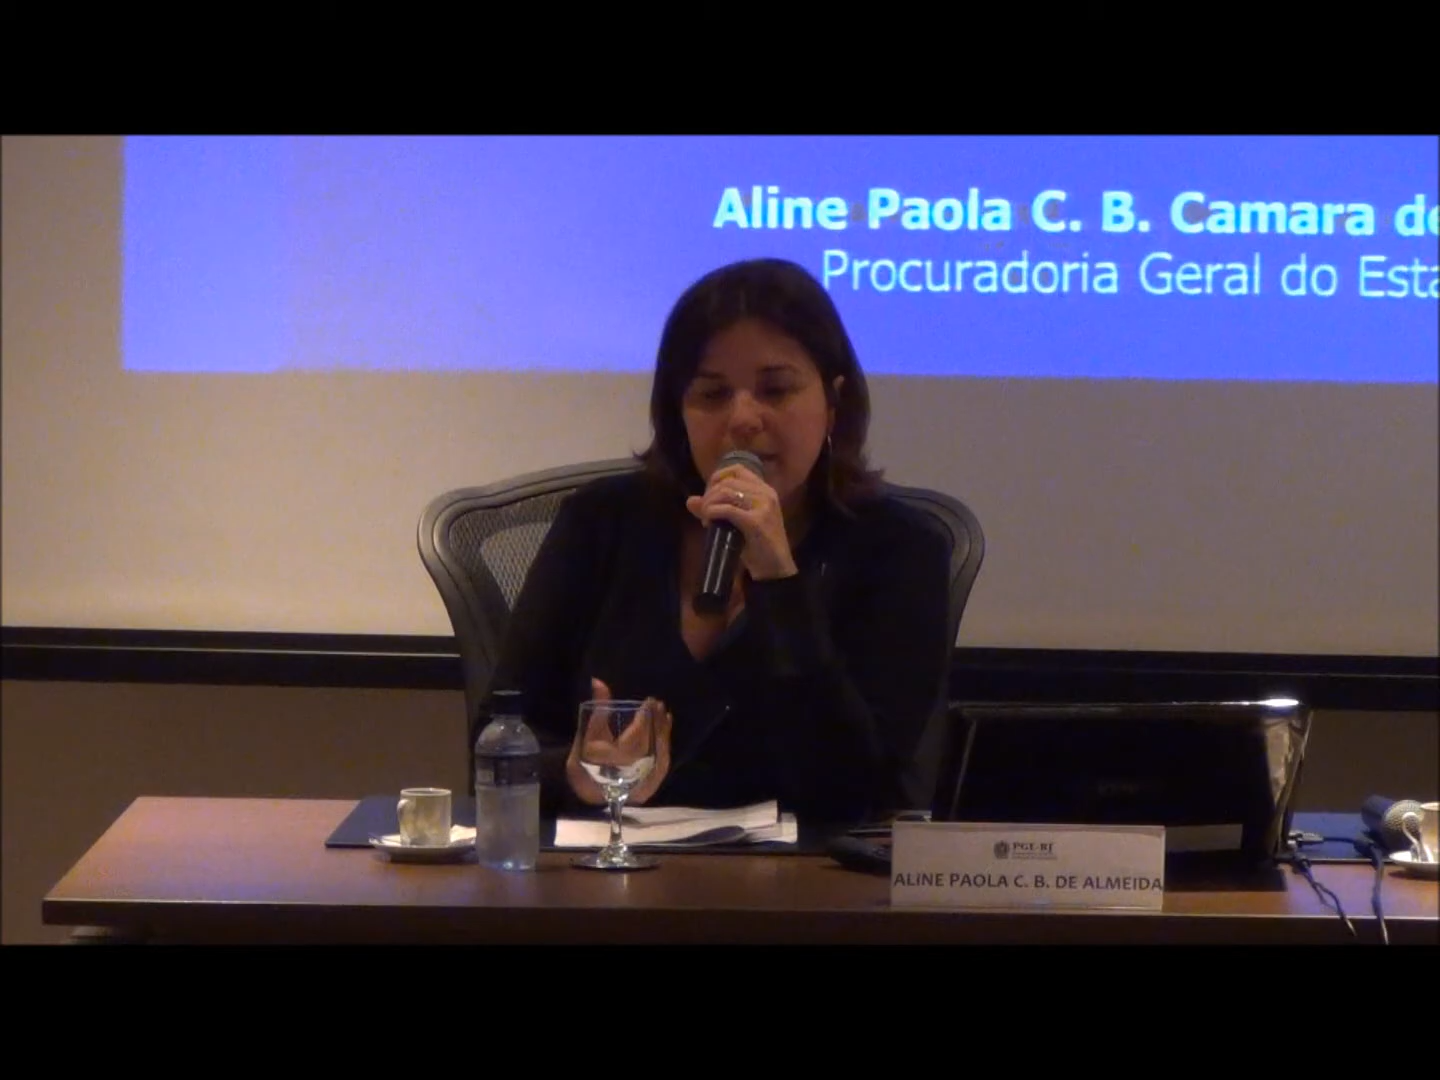 Aline Paola C. B. Camara de
Procuradoria Geral do Esta
PGE-RJ
ALINE PAOLA C. B. DE ALMEIDA